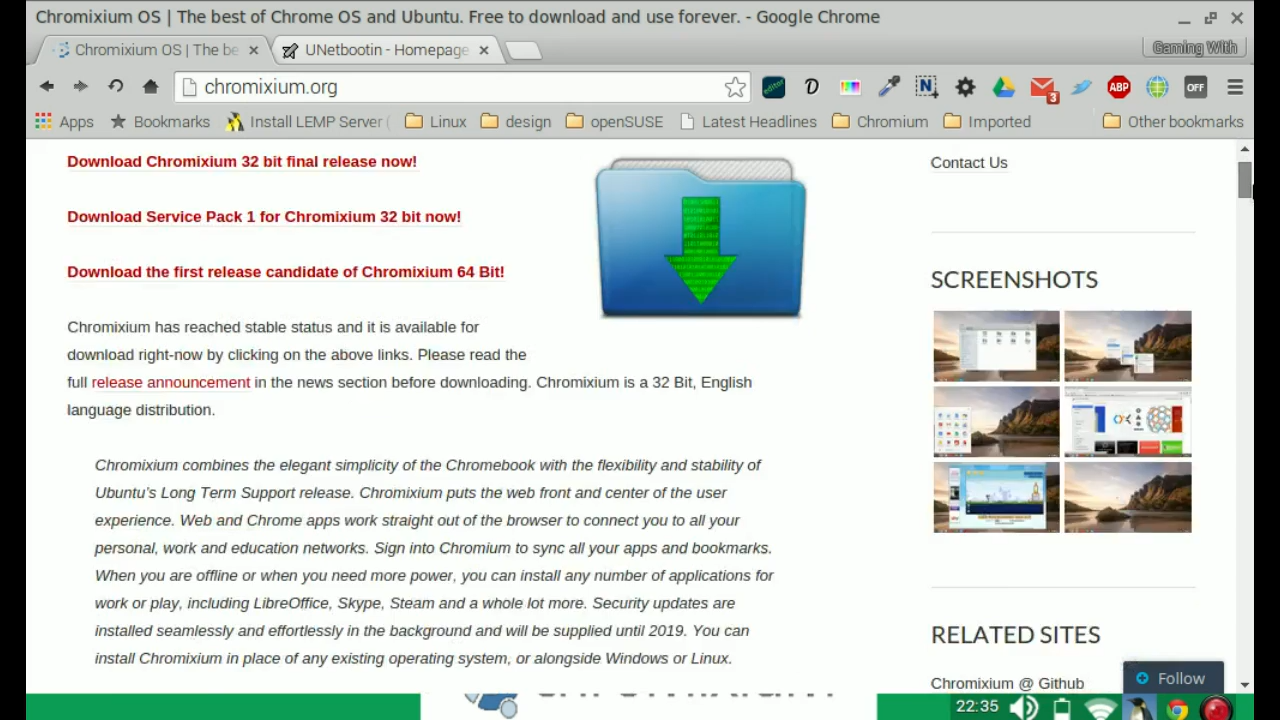 Chromixium OS | The best of Chrome OS and Ubuntu. Free to download and use forever. - Google Chrome
Chromixium OS | The be
UNetbootin - Homepage
Gaming With
chromixium.org
editor
D
N
3
ABP
OFF
Apps
Bookmarks
Install LEMP Server (
Linux
design
openSUSE
Latest Headlines
Chromium
Imported
Other bookmarks
Download Chromixium 32 bit final release now!
Download Service Pack 1 for Chromixium 32 bit now!
Download the first release candidate of Chromixium 64 Bit!
Chromixium has reached stable status and it is available for
download right-now by clicking on the above links. Please read the
full release announcement in the news section before downloading. Chromixium is a 32 Bit, English
language distribution.
Chromixium combines the elegant simplicity of the Chromebook with the flexibility and stability of
Ubuntu's Long Term Support release. Chromixium puts the web front and center of the user
experience. Web and Chrome apps work straight out of the browser to connect you to all your
personal, work and education networks. Sign into Chromium to sync all your apps and bookmarks.
When you are offline or when you need more power, you can install any number of applications for
work or play, including LibreOffice, Skype, Steam and a whole lot more. Security updates are
installed seamlessly and effortlessly in the background and will be supplied until 2019. You can
install Chromixium in place of any existing operating system, or alongside Windows or Linux.
Contact Us
SCREENSHOTS
RELATED SITES
Chromixium @ Github
Follow
22:35